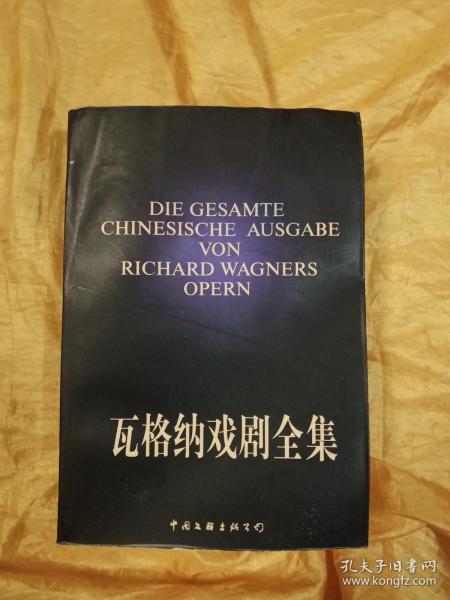 DIE GESAMTE
CHINESISCHE AUSGABE
VON
RICHARD WAGNERS
OPERN
瓦格纳戏剧全集
中国文联出版公司
孔夫子旧书网
www.kongfz.com